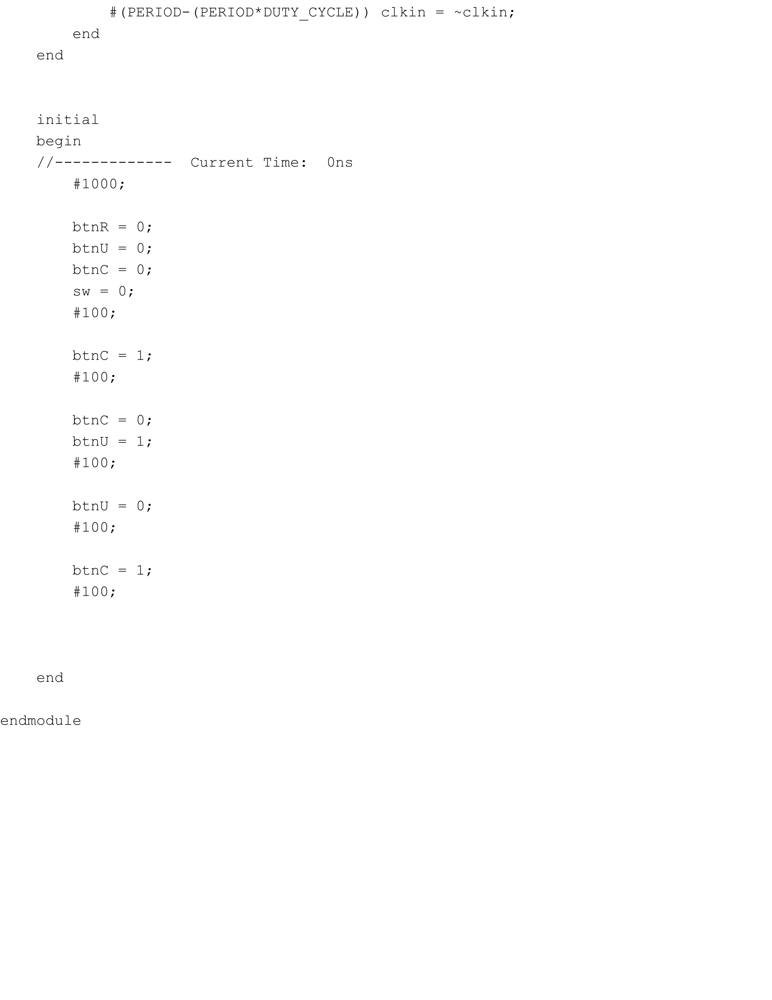 #(PERIOD-(PERIOD*DUTY_CYCLE)) clkin = ~clkin;
end
end
initial
begin
//-------------  Current Time:  0ns
#1000;
btnR = 0;
btnU = 0;
btnC = 0;
sw = 0;
#100;
btnC = 1;
#100;
btnC = 0;
btnU = 1;
#100;
btnU = 0;
#100;
btnC = 1;
#100;
end
endmodule